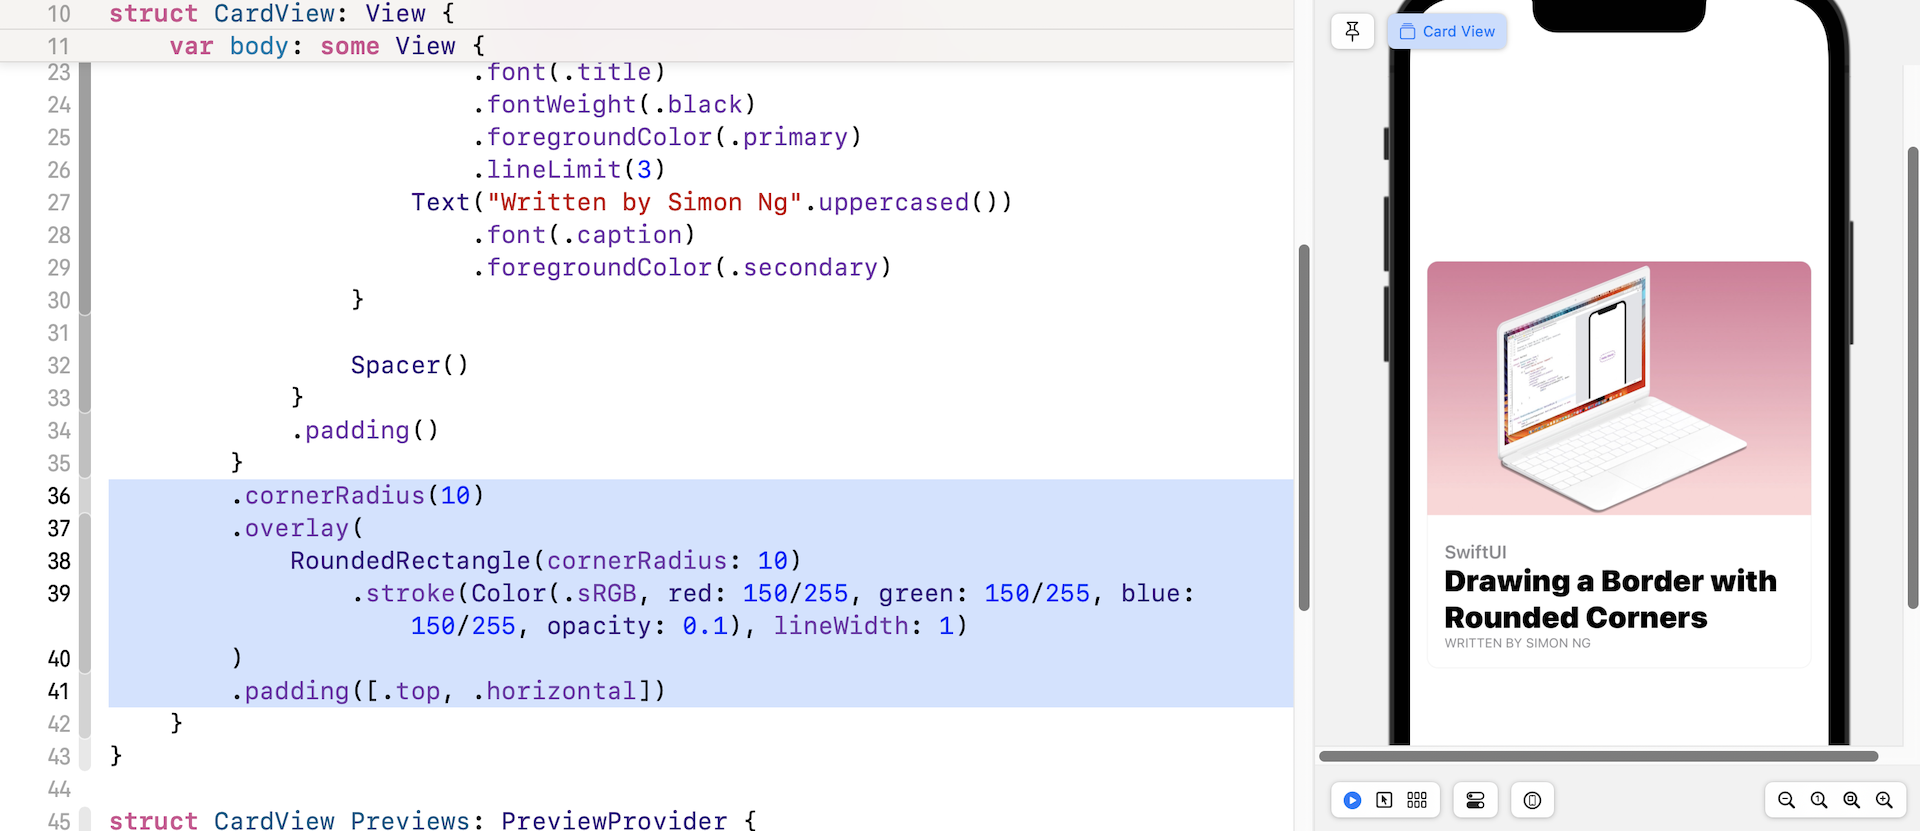 10 struct CardView: View {
11 var body: some View {
23 .font(.title)
24 .fontWeight(.black)
25 .foregroundColor(.primary)
26 .lineLimit(3)
27 Text("Written by Simon Ng".uppercased())
28 .font(.caption)
29 .foregroundColor(.secondary)
30 }
31
32 Spacer()
33 }
34 .padding()
35 }
36 .cornerRadius(10)
37 .overlay(
38 RoundedRectangle(cornerRadius: 10)
39 .stroke(Color(.sRGB, red: 150/255, green: 150/255, blue:
150/255, opacity: 0.1), lineWidth: 1)
40 )
41 .padding([.top, .horizontal])
42 }
43 }
44
45 struct CardView_Previews: PreviewProvider {
Card View
SwiftUI
Drawing a Border with
Rounded Corners
WRITTEN BY SIMON NG